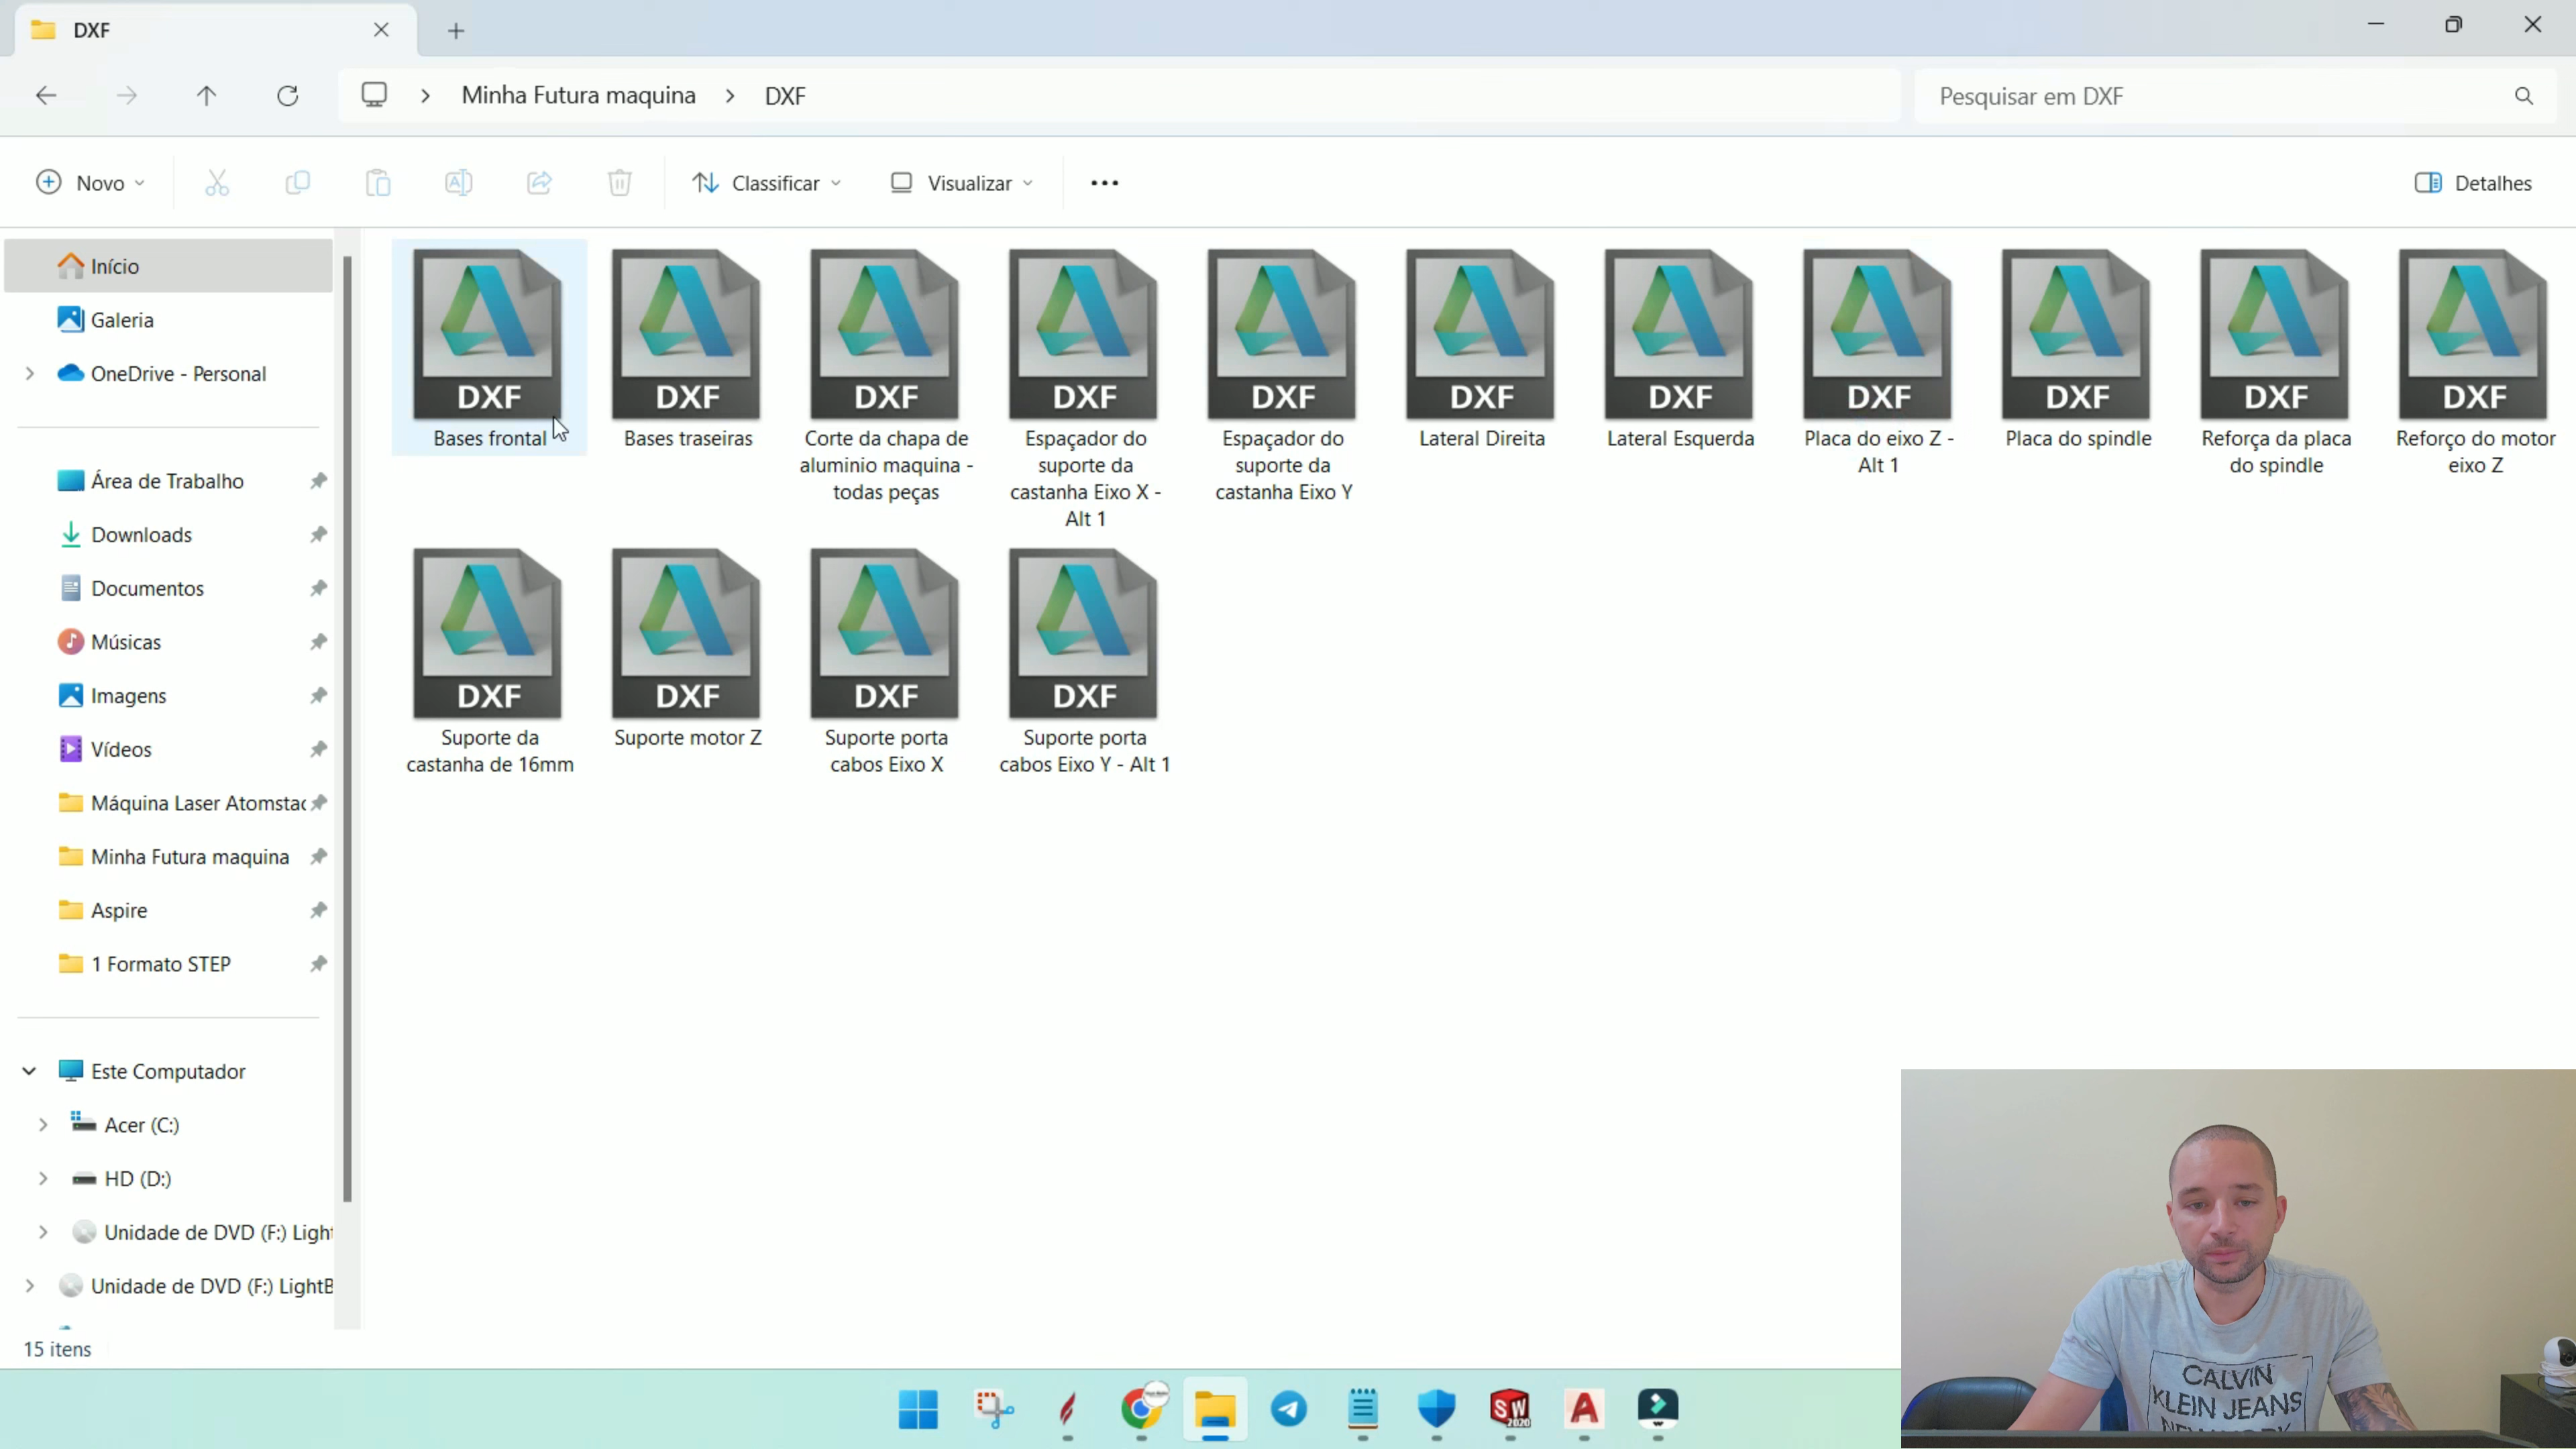 DXF
Minha Futura maquina
DXF
Pesquisar em DXF
Novo
Classificar
Visualizar
Detalhes
Início
Galeria
OneDrive - Personal
Área de Trabalho
Downloads
Documentos
Músicas
Imagens
Vídeos
Máquina Laser Atomstac
Minha Futura maquina
Aspire
1 Formato STEP
Este Computador
Acer (C:)
HD (D:)
Unidade de DVD (F:) Light
Unidade de DVD (F:) LightB
15 itens
DXF
Bases frontal
DXF
Bases traseiras
DXF
Corte da chapa de
aluminio maquina -
todas peças
DXF
Espaçador do
suporte da
castanha Eixo X -
Alt 1
DXF
Espaçador do
suporte da
castanha Eixo Y
DXF
Lateral Direita
DXF
Lateral Esquerda
DXF
Placa do eixo Z -
Alt 1
DXF
Placa do spindle
DXF
Reforça da placa
do spindle
DXF
Reforço do motor
eixo Z
DXF
Suporte da
castanha de 16mm
DXF
Suporte motor Z
DXF
Suporte porta
cabos Eixo X
DXF
Suporte porta
cabos Eixo Y - Alt 1
SW
2020
A
CALVIN
KLEIN JEANS
NEW YORK